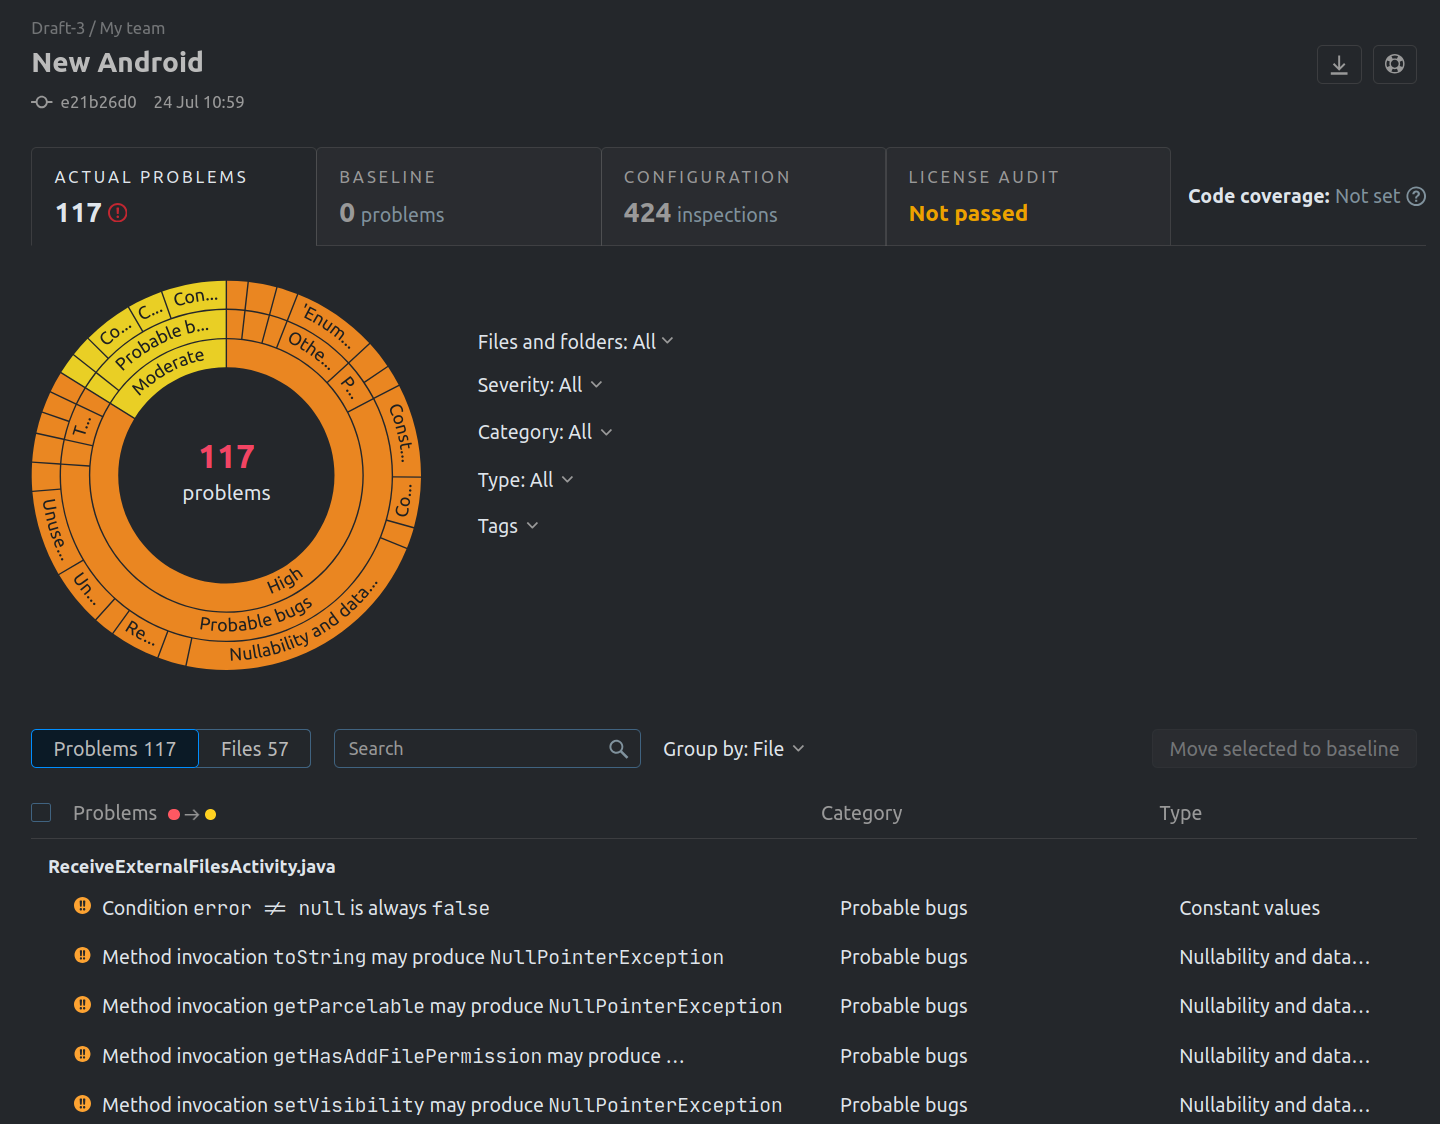 Draft-3 / My team
New Android
e21b26d0 24 Jul 10:59
ACTUAL PROBLEMS
117
BASELINE
0 problems
CONFIGURATION
424 inspections
LICENSE AUDIT
Not passed
Code coverage: Not set
117
problems
Moderate
Probable b...
Co...
C...
Con...
'Enum...
Othe...
P...
Const...
Co...
High
Probable bugs
Nullability and data...
Re...
Un...
Unuse...
T...
Files and folders: All
Severity: All
Category: All
Type: All
Tags
Problems 117 Files 57 Search Group by: File Move selected to baseline
Problems → Category Type
ReceiveExternalFilesActivity.java
Condition error ≠ null is always false Probable bugs Constant values
Method invocation toString may produce NullPointerException Probable bugs Nullability and data...
Method invocation getParcelable may produce NullPointerException Probable bugs Nullability and data...
Method invocation getHasAddFilePermission may produce ... Probable bugs Nullability and data...
Method invocation setVisibility may produce NullPointerException Probable bugs Nullability and data...